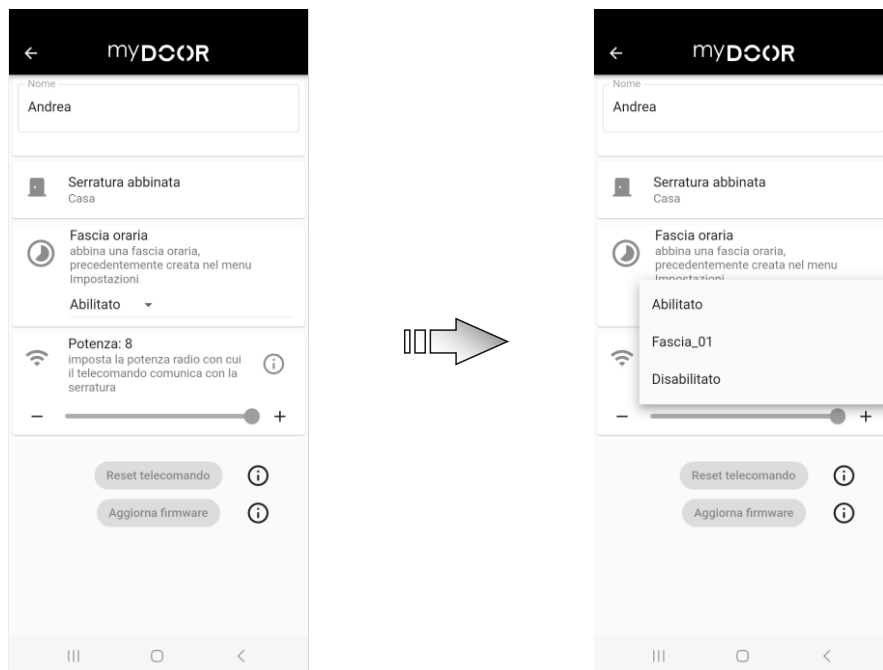 myDOOR
Nome
Andrea
Serratura abbinata
Casa
Fascia oraria
abbina una fascia oraria,
precedentemente creata nel menu
Impostazioni
Abilitato
Potenza: 8
imposta la potenza radio con cui
il telecomando comunica con la
serratura
− +
Reset telecomando
Aggiorna firmware
myDOOR
Nome
Andrea
Serratura abbinata
Casa
Fascia oraria
abbina una fascia oraria,
precedentemente creata nel menu
Impostazioni
Abilitato
Fascia_01
Disabilitato
− +
Reset telecomando
Aggiorna firmware